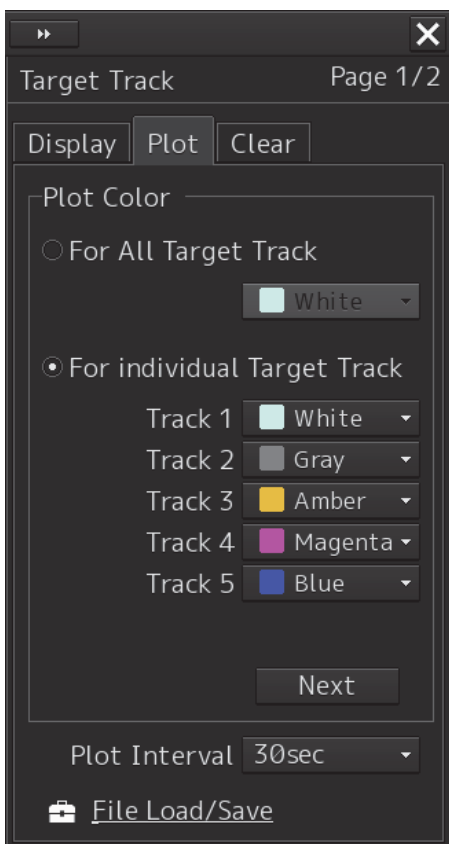 Target Track Page 1/2
Display Plot Clear
Plot Color
For All Target Track
White
For individual Target Track
Track 1 White
Track 2 Gray
Track 3 Amber
Track 4 Magenta
Track 5 Blue
Next
Plot Interval 30sec
File Load/Save